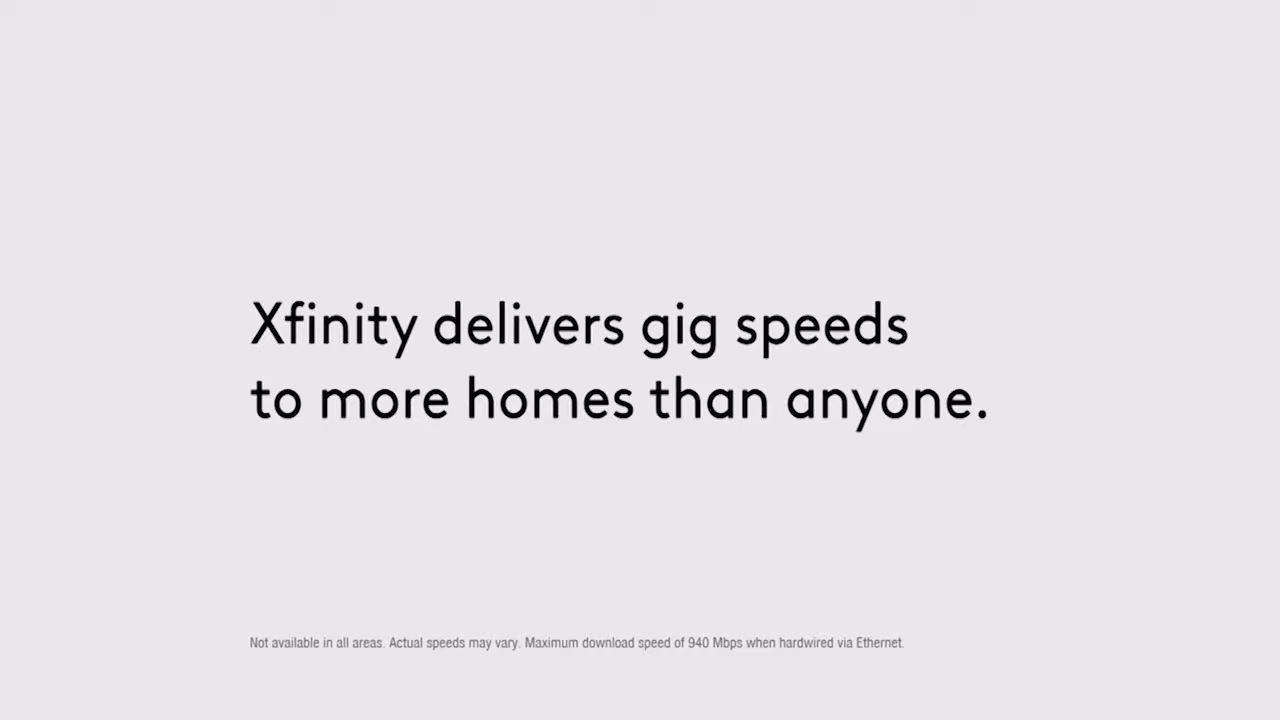 Xfinity delivers gig speeds
to more homes than anyone.
Not available in all areas. Actual speeds may vary. Maximum download speed of 940 Mbps when hardwired via Ethernet.